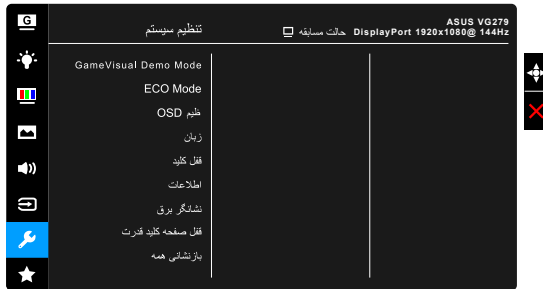 G
ASUS VG279
تنظیم سیستم
حالت مسابقه DisplayPort 1920x1080@ 144Hz
GameVisual Demo Mode
ECO Mode
ظیم OSD
زبان
قفل کلید
اطلاعات
نشانگر برق
قفل صفحه کلید قدرت
بازنشانی همه